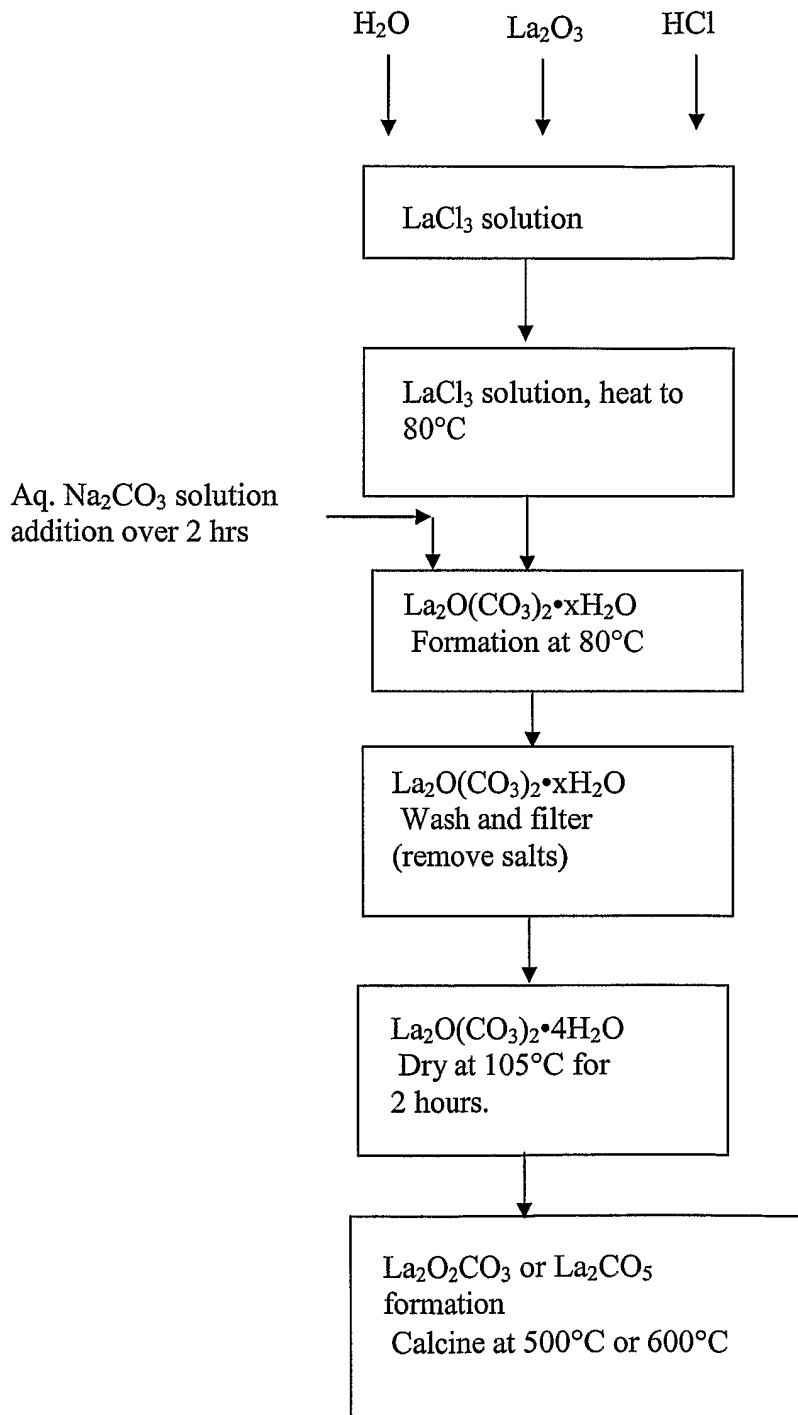 H₂O La₂O₃ HCl
LaCl₃ solution
LaCl₃ solution, heat to
80°C
Aq. Na₂CO₃ solution
addition over 2 hrs
La₂O(CO₃)₂•xH₂O
Formation at 80°C
La₂O(CO₃)₂•xH₂O
Wash and filter
(remove salts)
La₂O(CO₃)₂•4H₂O
Dry at 105°C for
2 hours.
La₂O₂CO₃ or La₂CO₅
formation
Calcine at 500°C or 600°C